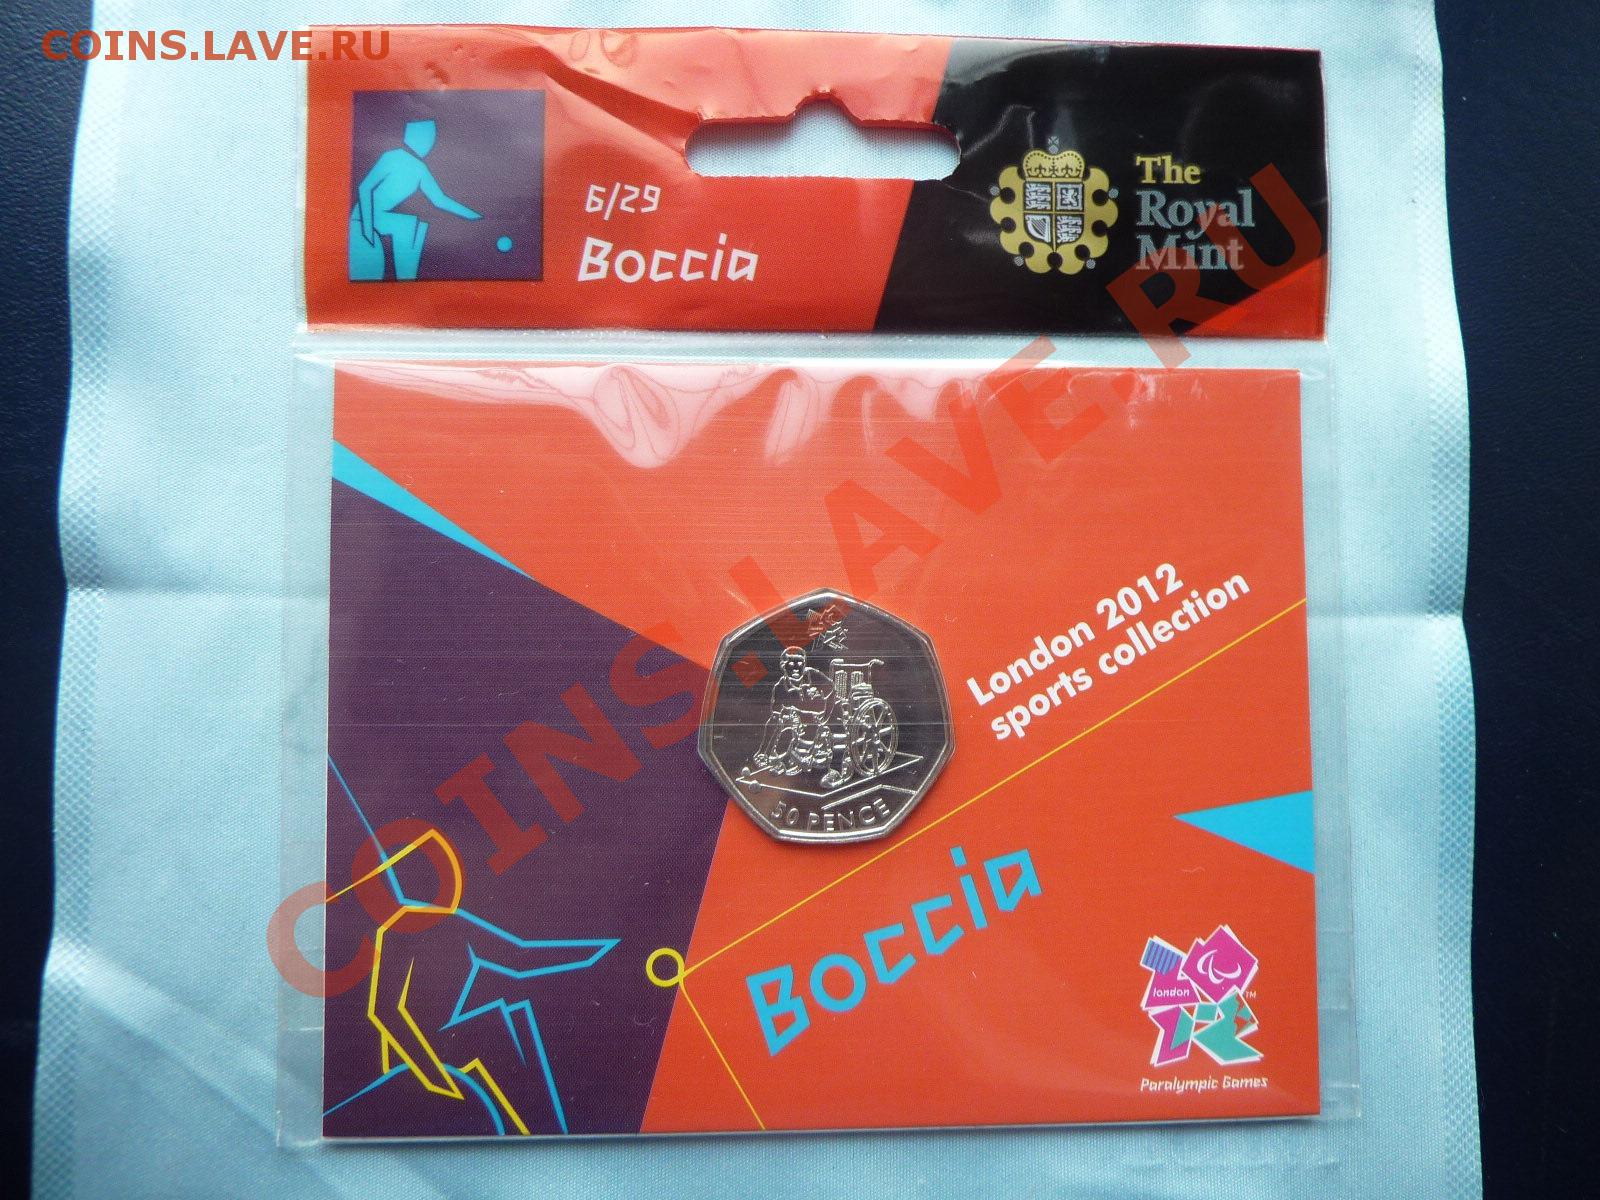 COINS.LAVE.RU
6/29
Boccia
The
Royal
Mint
COINS.LAVE.RU
London 2012
sports collection
50 PENCE
Boccia
london
TM
Paralympic Games